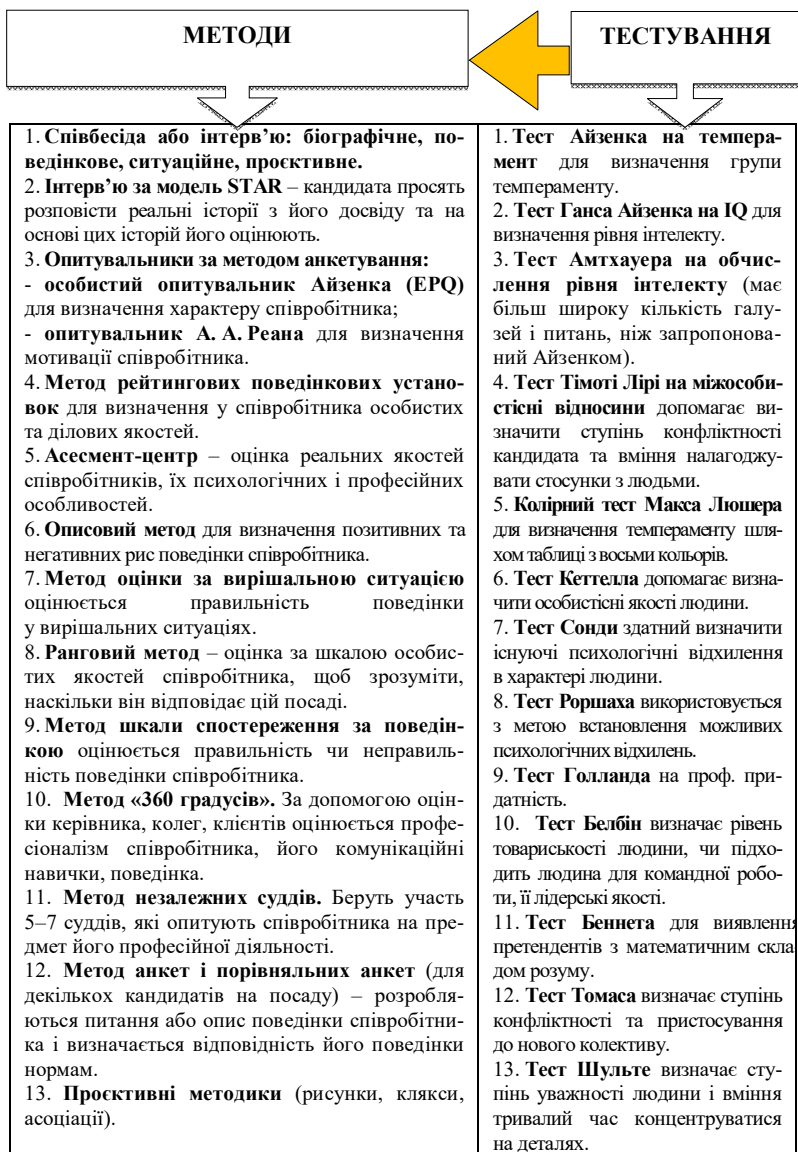 МЕТОДИ
ТЕСТУВАННЯ
1. Співбесіда або інтерв’ю: біографічне, по-
ведінкове, ситуаційне, проєктивне.
2. Інтерв’ю за модель STAR – кандидата просять
розповісти реальні історії з його досвіду та на
основі цих історій його оцінюють.
3. Опитувальники за методом анкетування:
- особистий опитувальник Айзенка (EPQ)
для визначення характеру співробітника;
- опитувальник А. А. Реана для визначення
мотивації співробітника.
4. Метод рейтингових поведінкових устано-
вок для визначення у співробітника особистих
та ділових якостей.
5. Асесмент-центр – оцінка реальних якостей
співробітників, їх психологічних і професійних
особливостей.
6. Описовий метод для визначення позитивних та
негативних рис поведінки співробітника.
7. Метод оцінки за вирішальною ситуацією
оцінюється правильність поведінки
у вирішальних ситуаціях.
8. Ранговий метод – оцінка за шкалою особис-
тих якостей співробітника, щоб зрозуміти,
наскільки він відповідає цій посаді.
9. Метод шкали спостереження за поведін-
кою оцінюється правильність чи неправиль-
ність поведінки співробітника.
10. Метод «360 градусів». За допомогою оцін-
ки керівника, колег, клієнтів оцінюється профе-
сіоналізм співробітника, його комунікаційні
навички, поведінка.
11. Метод незалежних суддів. Беруть участь
5–7 суддів, які опитують співробітника на пре-
дмет його професійної діяльності.
12. Метод анкет і порівняльних анкет (для
декількох кандидатів на посаду) – розробля-
ються питання або опис поведінки співробітни-
ка і визначається відповідність його поведінки
нормам.
13. Проєктивні методики (рисунки, клякси,
асоціації).
1. Тест Айзенка на темпера-
мент для визначення групи
темпераменту.
2. Тест Ганса Айзенка на IQ для
визначення рівня інтелекту.
3. Тест Амтхауера на обчис-
лення рівня інтелекту (має
більш широку кількість галу-
зей і питань, ніж запропонова-
ний Айзенком).
4. Тест Тімоті Лірі на міжособи-
стісні відносини допомагає ви-
значити ступінь конфліктності
кандидата та вміння налагоджу-
вати стосунки з людьми.
5. Колірний тест Макса Люшера
для визначення темпераменту шля-
хом таблиці з восьми кольорів.
6. Тест Кеттелла допомагає визна-
чити особистісні якості людини.
7. Тест Сонди здатний визначити
існуючі психологічні відхилення
в характері людини.
8. Тест Роршаха використовується
з метою встановлення можливих
психологічних відхилень.
9. Тест Голланда на проф. при-
датність.
10. Тест Белбін визначає рівень
товариськості людини, чи підхо-
дить людина для командної робо-
ти, її лідерські якості.
11. Тест Беннета для виявлення
претендентів з математичним скла
дом розуму.
12. Тест Томаса визначає ступінь
конфліктності та пристосування
до нового колективу.
13. Тест Шульте визначає сту-
пінь уважності людини і вміння
тривалий час концентруватися
на деталях.